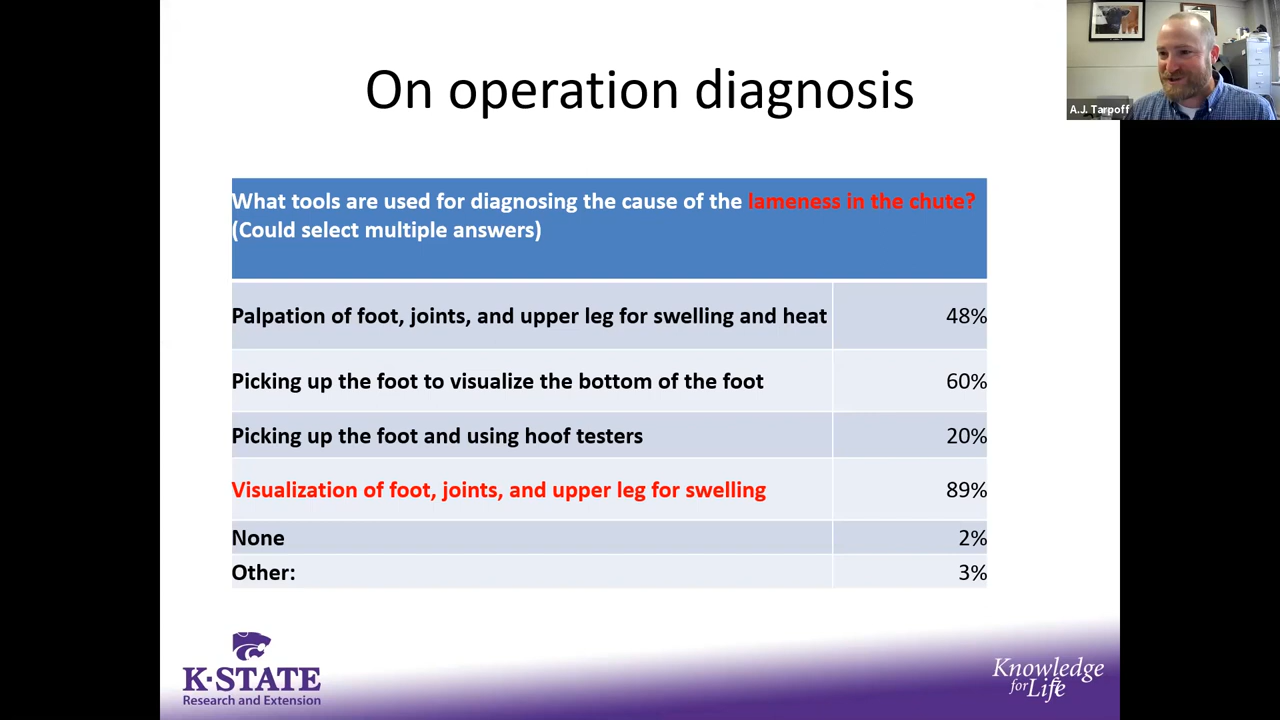 On operation diagnosis
A.J. Tarpoff
What tools are used for diagnosing the cause of the lameness in the chute?
(Could select multiple answers)
Palpation of foot, joints, and upper leg for swelling and heat 48%
Picking up the foot to visualize the bottom of the foot 60%
Picking up the foot and using hoof testers 20%
Visualization of foot, joints, and upper leg for swelling 89%
None 2%
Other: 3%
K-STATE
Research and Extension
Knowledge
for Life